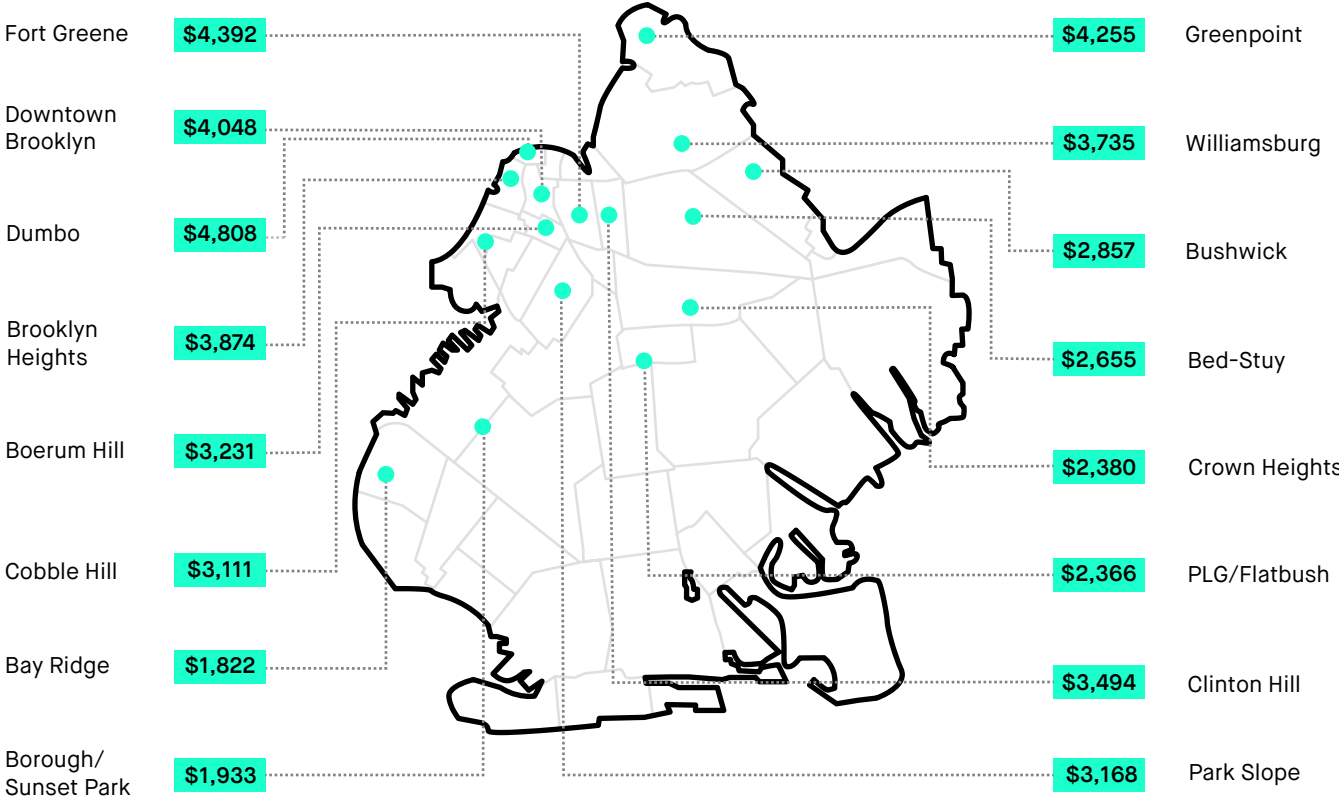 Fort Greene
$4,392
Downtown
Brooklyn
$4,048
Dumbo
$4,808
Brooklyn
Heights
$3,874
Boerum Hill
$3,231
Cobble Hill
$3,111
Bay Ridge
$1,822
Borough/
Sunset Park
$1,933
$4,255
Greenpoint
$3,735
Williamsburg
$2,857
Bushwick
$2,655
Bed-Stuy
$2,380
Crown Heights
$2,366
PLG/Flatbush
$3,494
Clinton Hill
$3,168
Park Slope